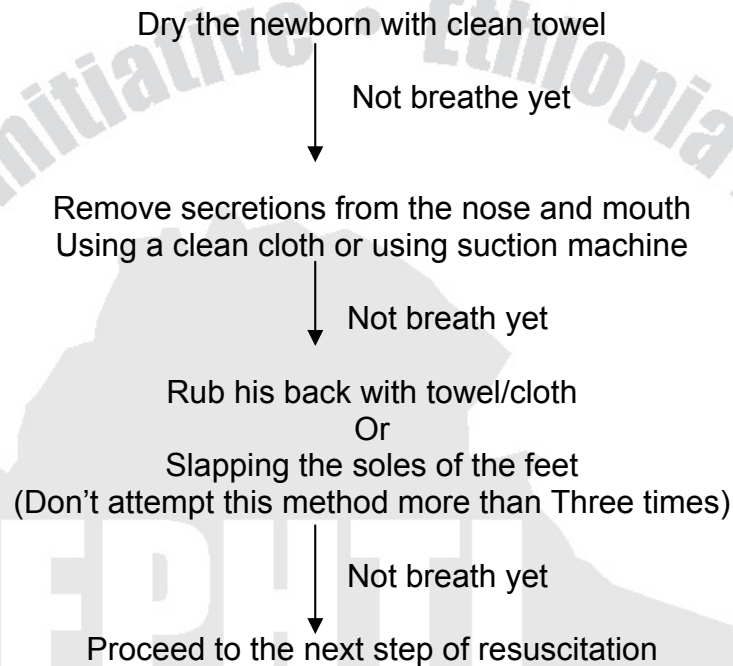 Dry the newborn with clean towel
Not breathe yet
Remove secretions from the nose and mouth
Using a clean cloth or using suction machine
Not breath yet
Rub his back with towel/cloth
Or
Slapping the soles of the feet
(Don’t attempt this method more than Three times)
Not breath yet
Proceed to the next step of resuscitation
nitiative • Ethiopia
EPHTI